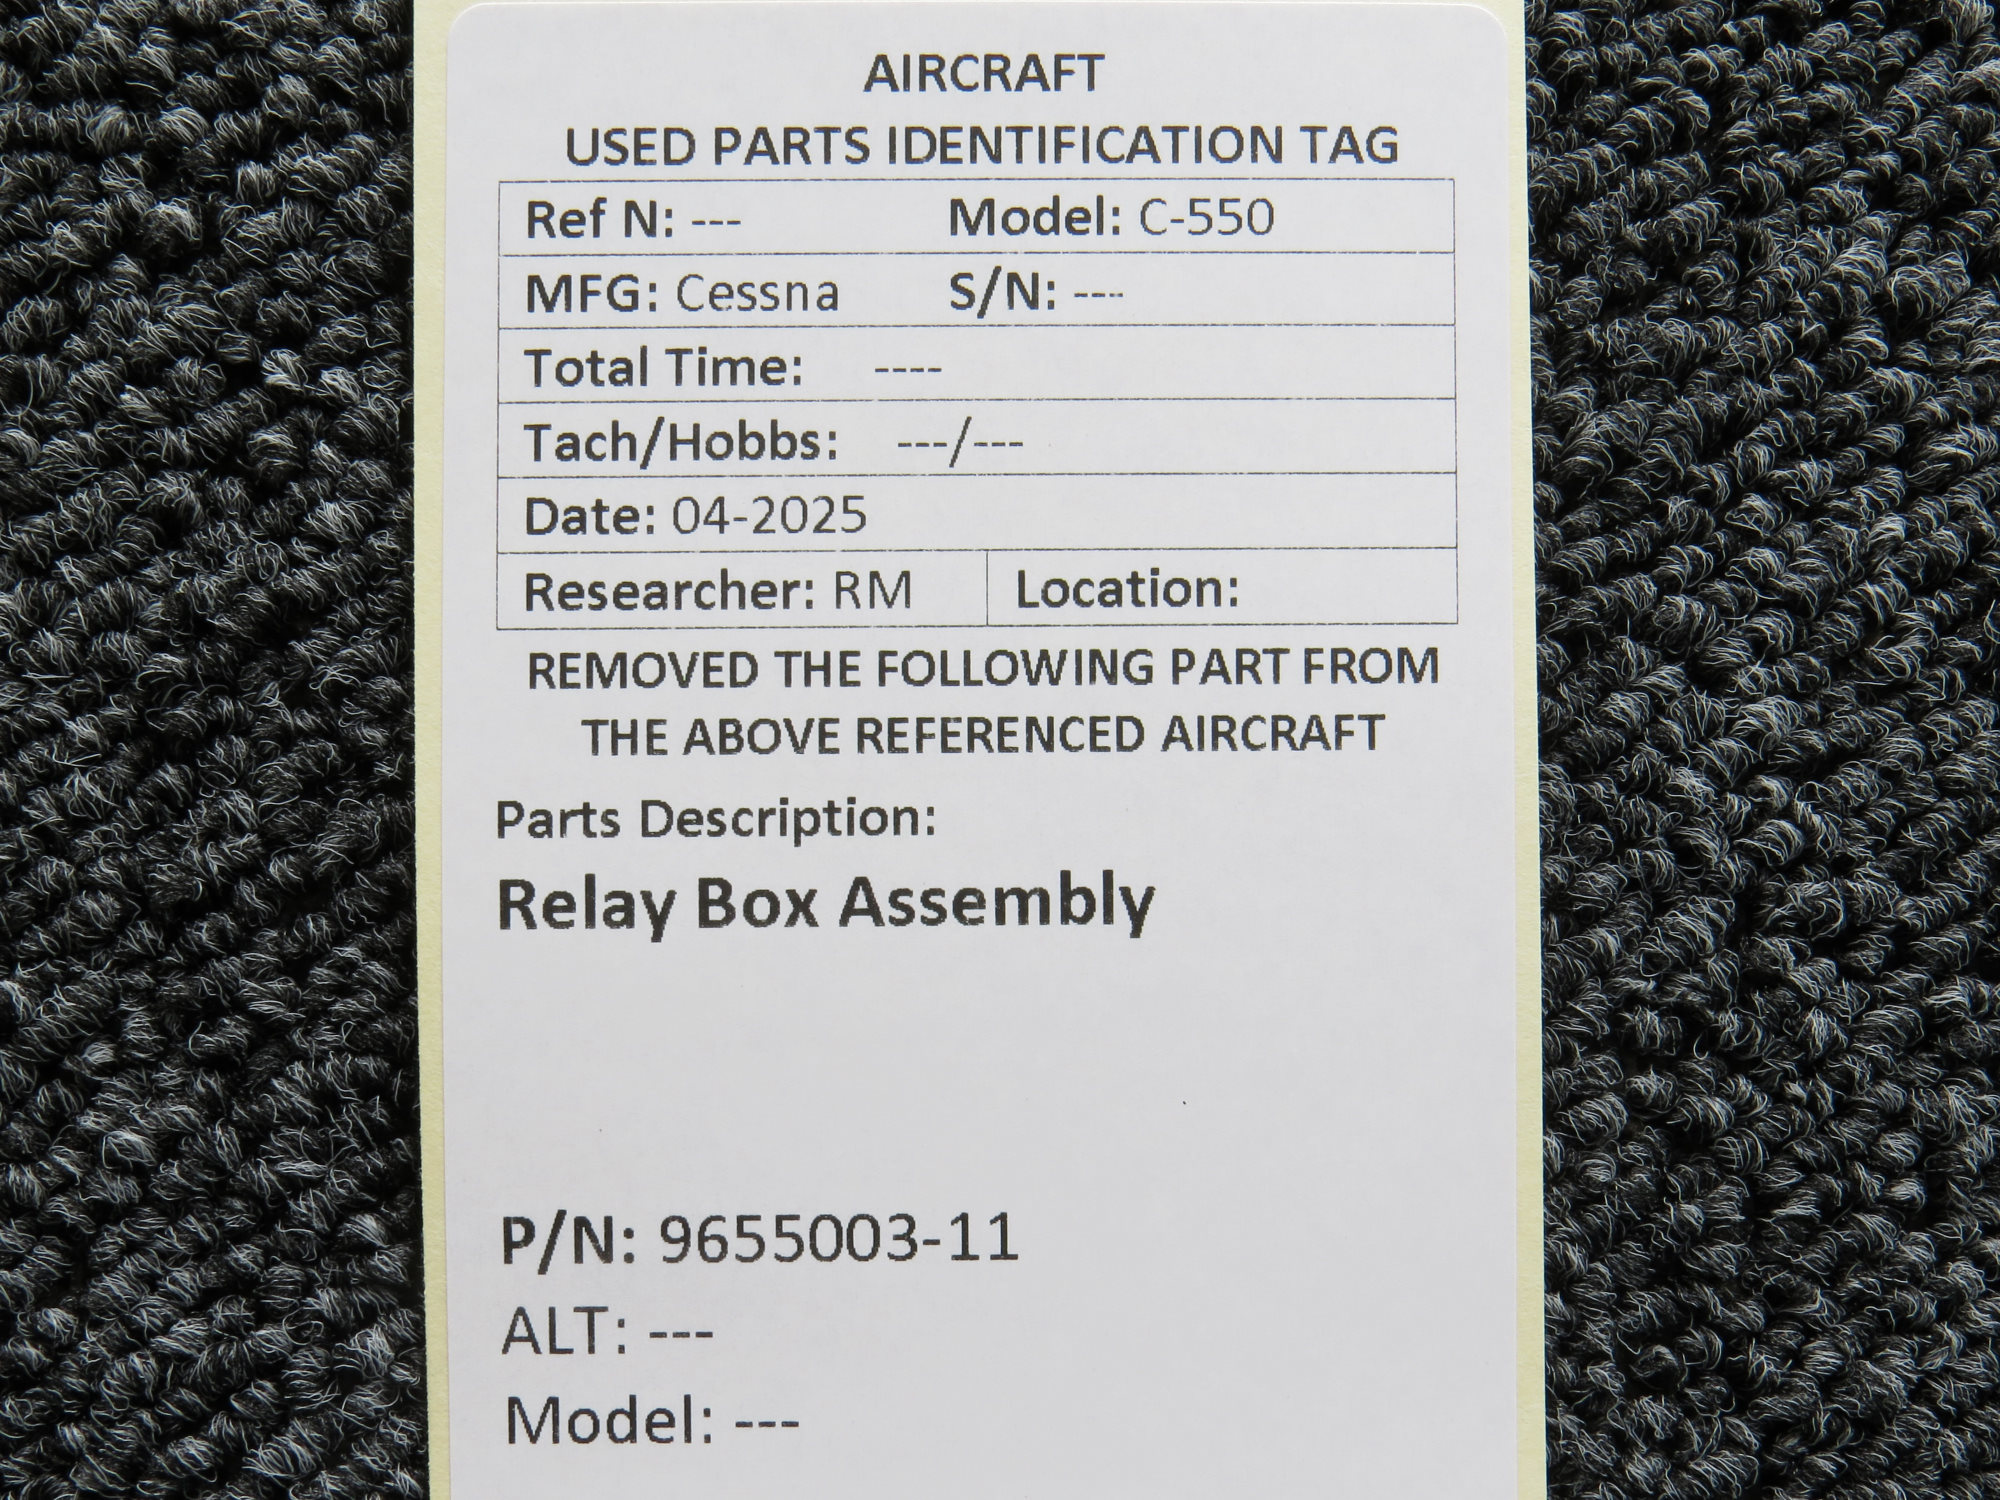 AIRCRAFT
USED PARTS IDENTIFICATION TAG
Ref N: --- Model: C-550
MFG: Cessna S/N: ----
Total Time: ----
Tach/Hobbs: ---/---
Date: 04-2025
Researcher: RM Location:
REMOVED THE FOLLOWING PART FROM
THE ABOVE REFERENCED AIRCRAFT
Parts Description:
Relay Box Assembly
P/N: 9655003-11
ALT: ---
Model: ---